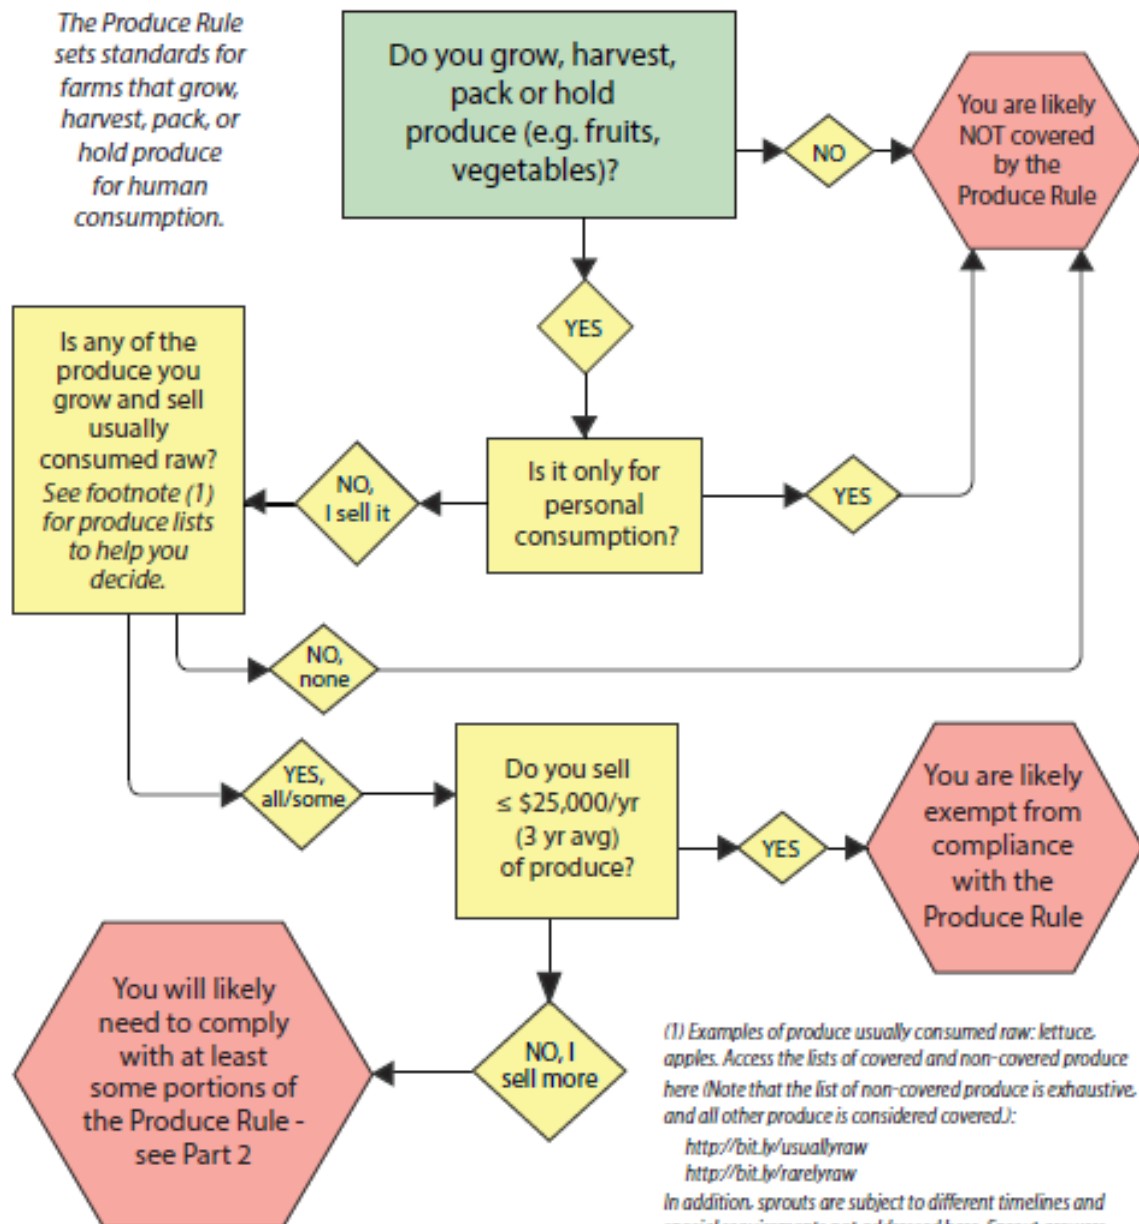 The Produce Rule
sets standards for
farms that grow,
harvest, pack, or
hold produce
for human
consumption.
Do you grow, harvest,
pack or hold
produce (e.g. fruits,
vegetables)?
NO
You are likely
NOT covered
by the
Produce Rule
YES
Is it only for
personal
consumption?
YES
NO,
I sell it
Is any of the
produce you
grow and sell
usually
consumed raw?
See footnote (1)
for produce lists
to help you
decide.
NO,
none
YES,
all/some
Do you sell
≤ $25,000/yr
(3 yr avg)
of produce?
YES
You are likely
exempt from
compliance
with the
Produce Rule
NO, I
sell more
You will likely
need to comply
with at least
some portions of
the Produce Rule -
see Part 2
(1) Examples of produce usually consumed raw: lettuce,
apples. Access the lists of covered and non-covered produce
here (Note that the list of non-covered produce is exhaustive,
and all other produce is considered covered.):
http://bit.ly/usuallyraw
http://bit.ly/rarelyraw
In addition, sprouts are subject to different timelines and